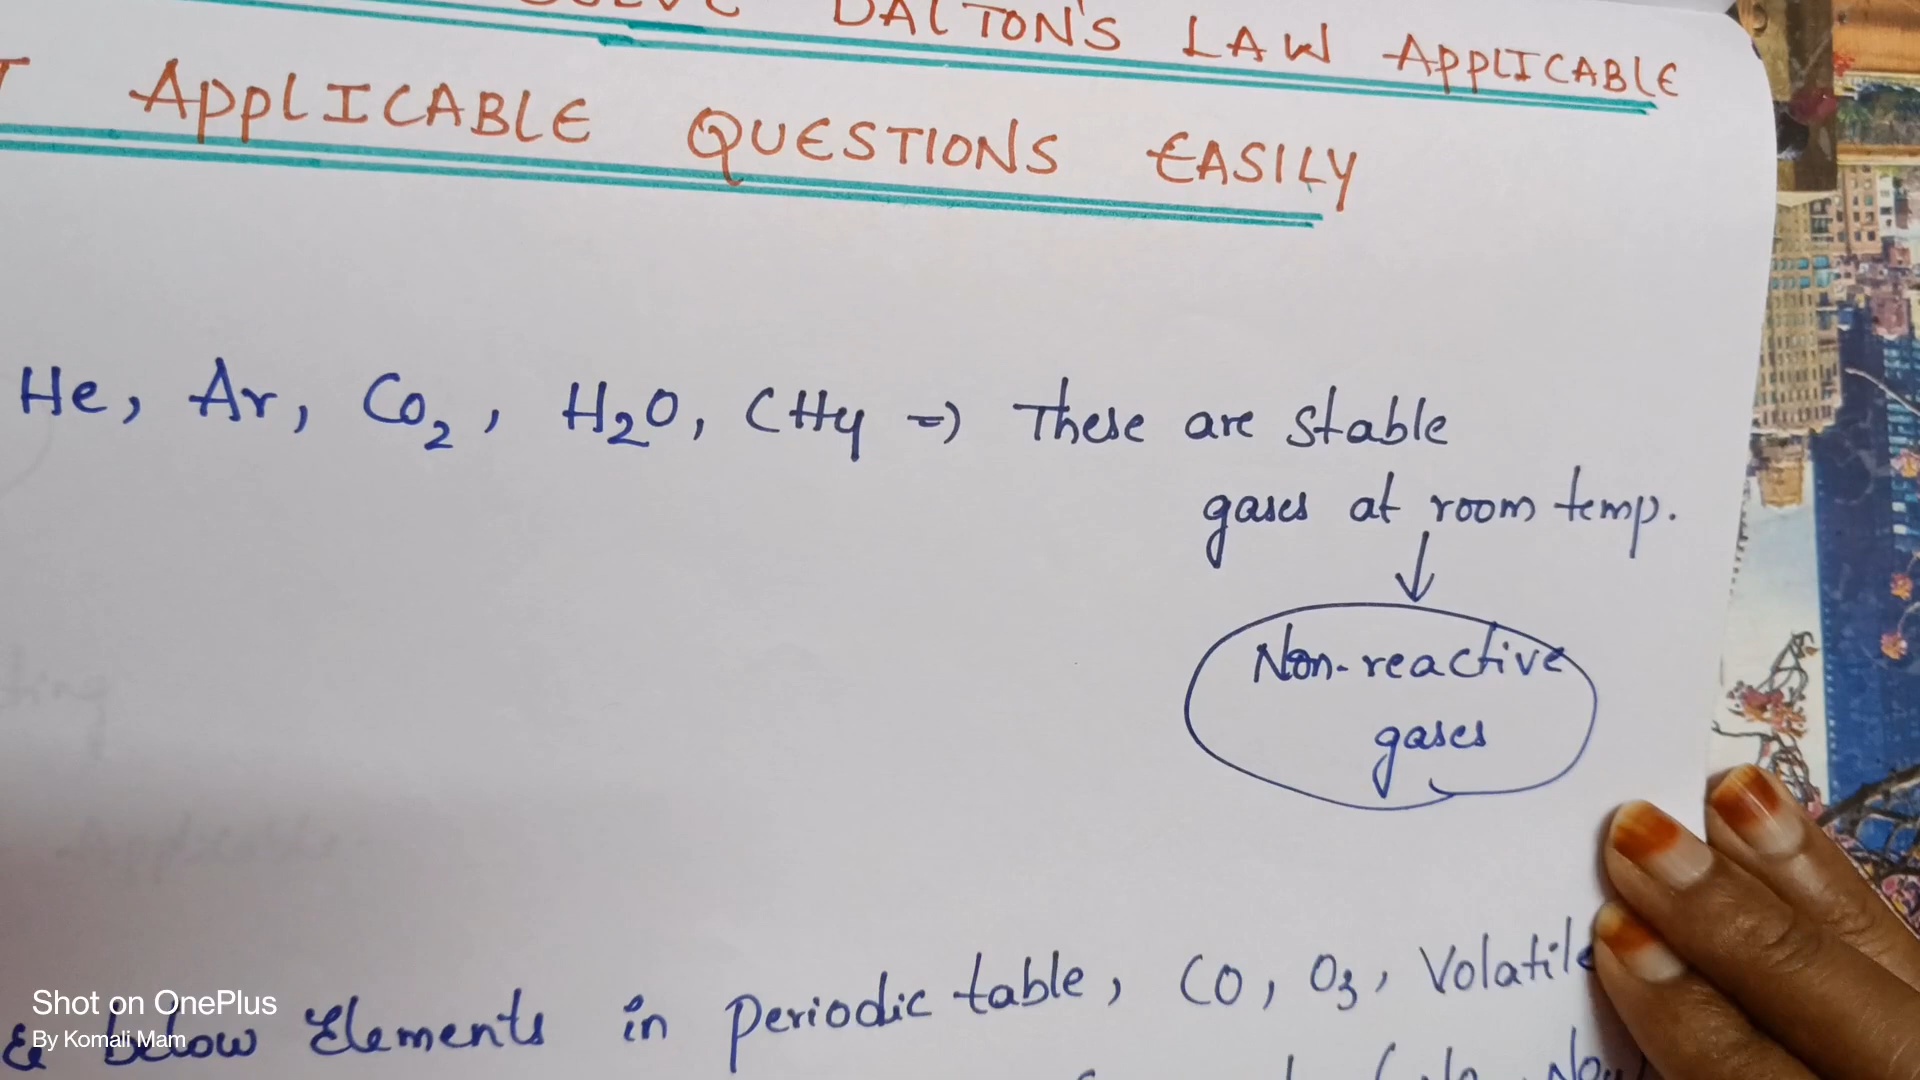 DALTON'S LAW APPLICABLE
APPLICABLE QUESTIONS EASILY
He, Ar, CO2, H2O, CH4 => These are stable
gases at room temp.
Non-reactive
gases
& below Elements in periodic table, CO, O3, Volatile
Shot on OnePlus
By Komali Mam